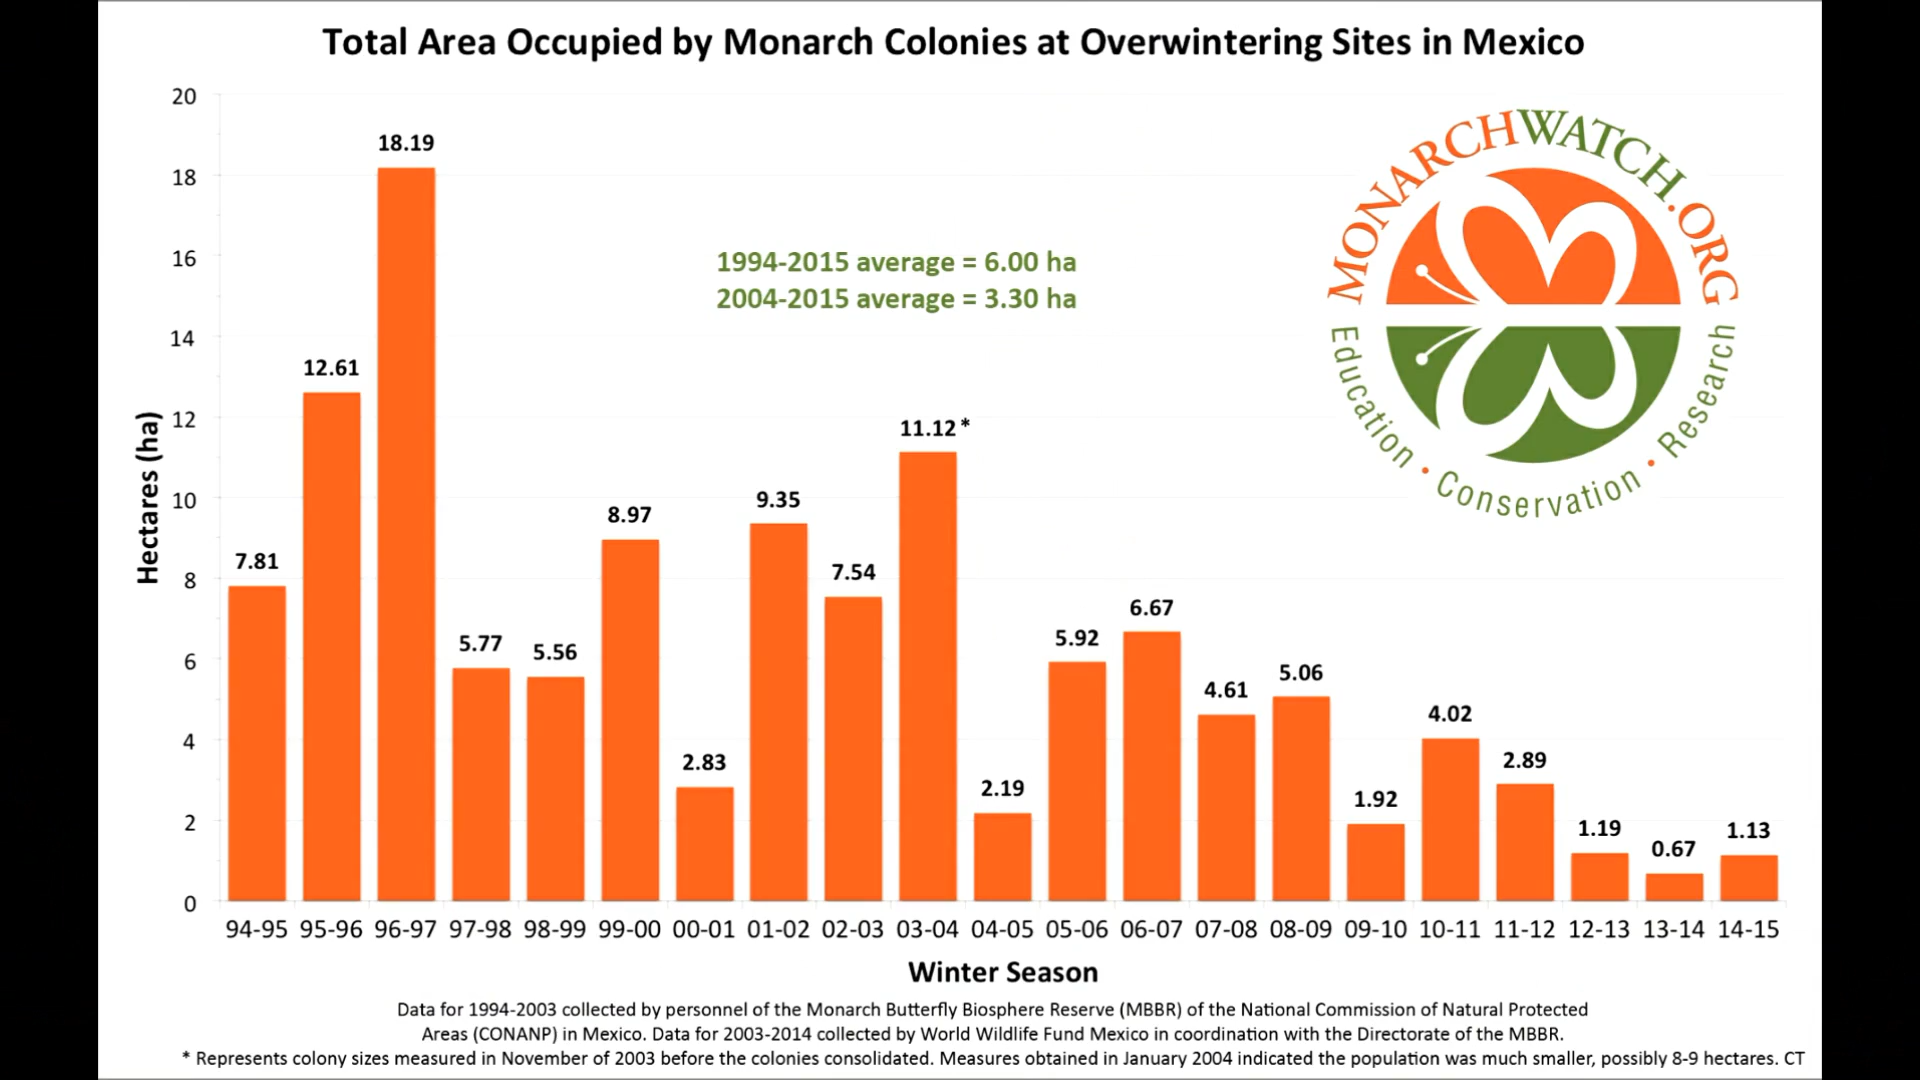 Total Area Occupied by Monarch Colonies at Overwintering Sites in Mexico
20
18
16
14
12
10
8
6
4
2
0
Hectares (ha)
7.81
12.61
18.19
5.77
5.56
8.97
2.83
9.35
7.54
11.12 *
2.19
5.92
6.67
4.61
5.06
1.92
4.02
2.89
1.19
0.67
1.13
1994-2015 average = 6.00 ha
2004-2015 average = 3.30 ha
MONARCHWATCH.ORG
Education • Conservation • Research
94-95 95-96 96-97 97-98 98-99 99-00 00-01 01-02 02-03 03-04 04-05 05-06 06-07 07-08 08-09 09-10 10-11 11-12 12-13 13-14 14-15
Winter Season
Data for 1994-2003 collected by personnel of the Monarch Butterfly Biosphere Reserve (MBBR) of the National Commission of Natural Protected
Areas (CONANP) in Mexico. Data for 2003-2014 collected by World Wildlife Fund Mexico in coordination with the Directorate of the MBBR.
* Represents colony sizes measured in November of 2003 before the colonies consolidated. Measures obtained in January 2004 indicated the population was much smaller, possibly 8-9 hectares. CT